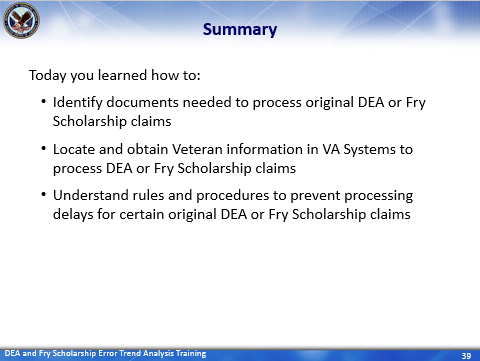 Summary
Today you learned how to:
• Identify documents needed to process original DEA or Fry
Scholarship claims
• Locate and obtain Veteran information in VA Systems to
process DEA or Fry Scholarship claims
• Understand rules and procedures to prevent processing
delays for certain original DEA or Fry Scholarship claims
DEA and Fry Scholarship Error Trend Analysis Training
39